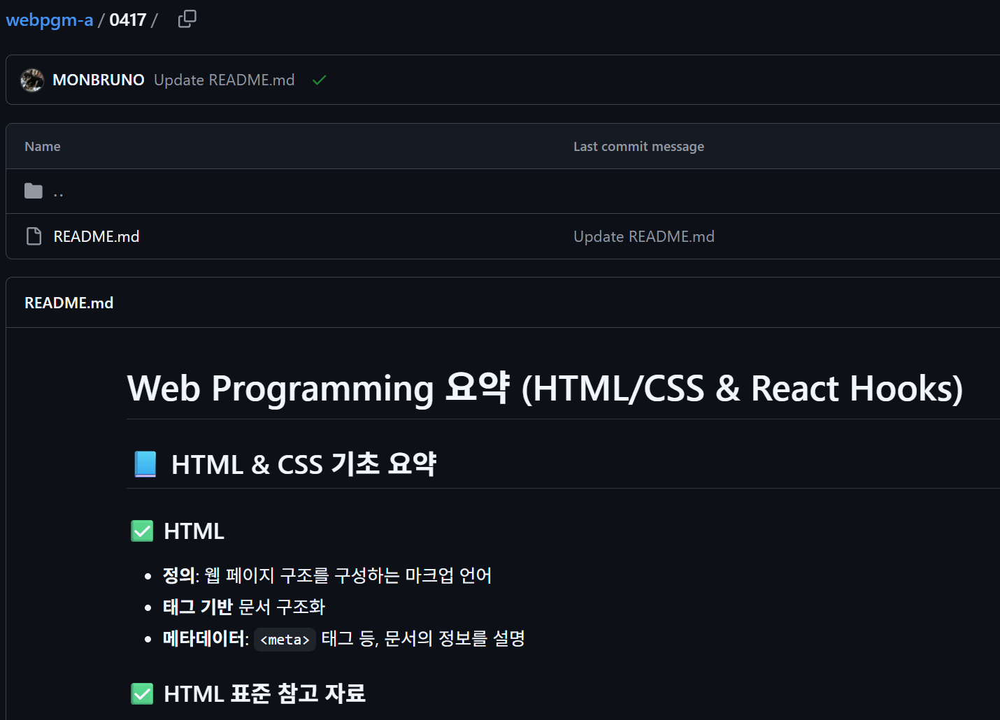 webpgm-a / 0417 /
MONBRUNO Update README.md
Name Last commit message
..
README.md Update README.md
README.md
Web Programming 요약 (HTML/CSS & React Hooks)
HTML & CSS 기초 요약
HTML
정의: 웹 페이지 구조를 구성하는 마크업 언어
태그 기반 문서 구조화
메타데이터: <meta> 태그 등, 문서의 정보를 설명
HTML 표준 참고 자료